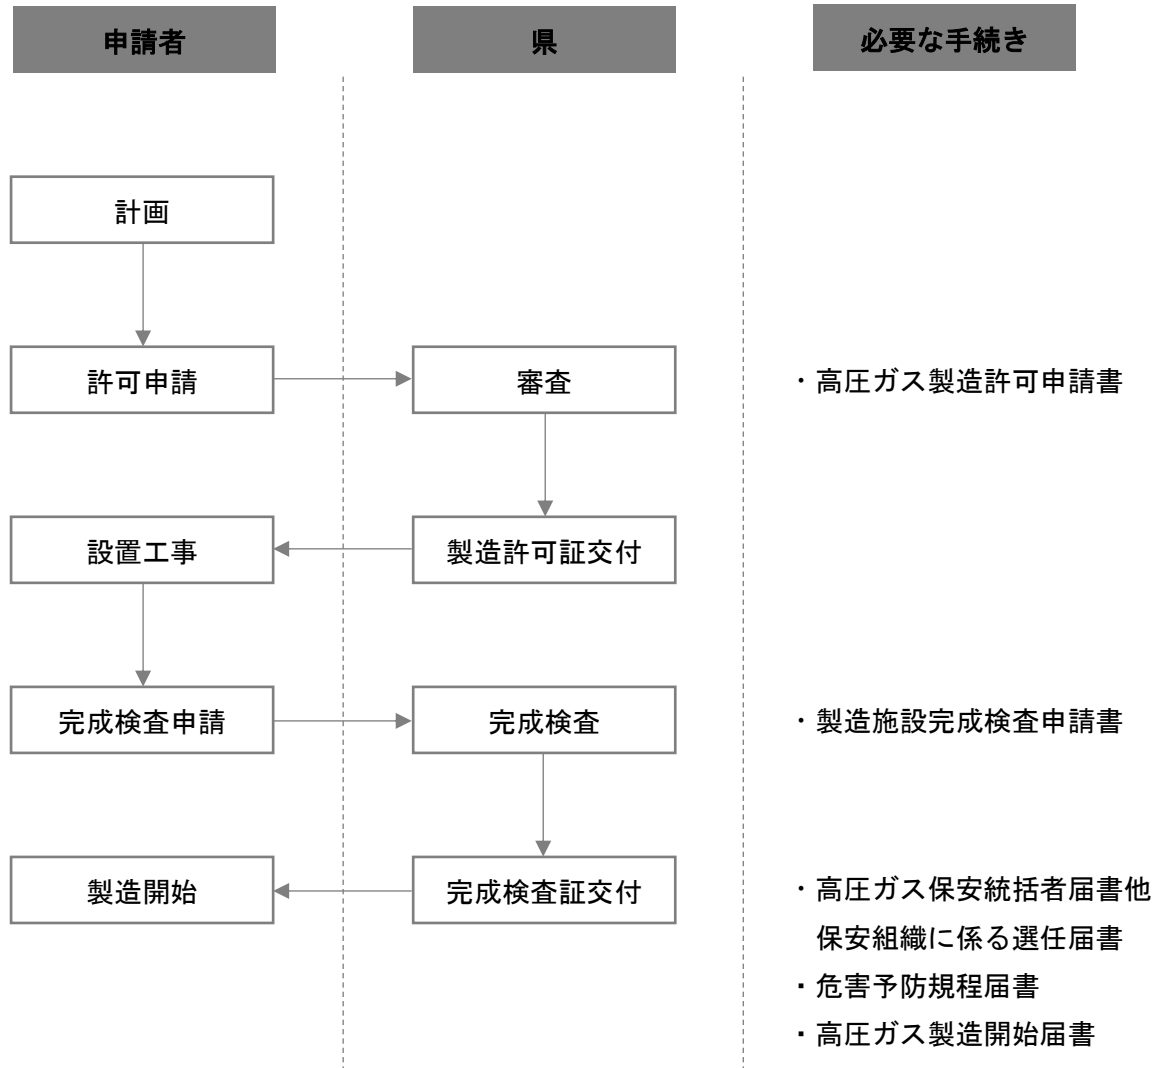 申請者
県
必要な手続き
計画
許可申請
審査
・高圧ガス製造許可申請書
設置工事
製造許可証交付
完成検査申請
完成検査
・製造施設完成検査申請書
製造開始
完成検査証交付
・高圧ガス保安統括者届書他
保安組織に係る選任届書
・危害予防規程届書
・高圧ガス製造開始届書